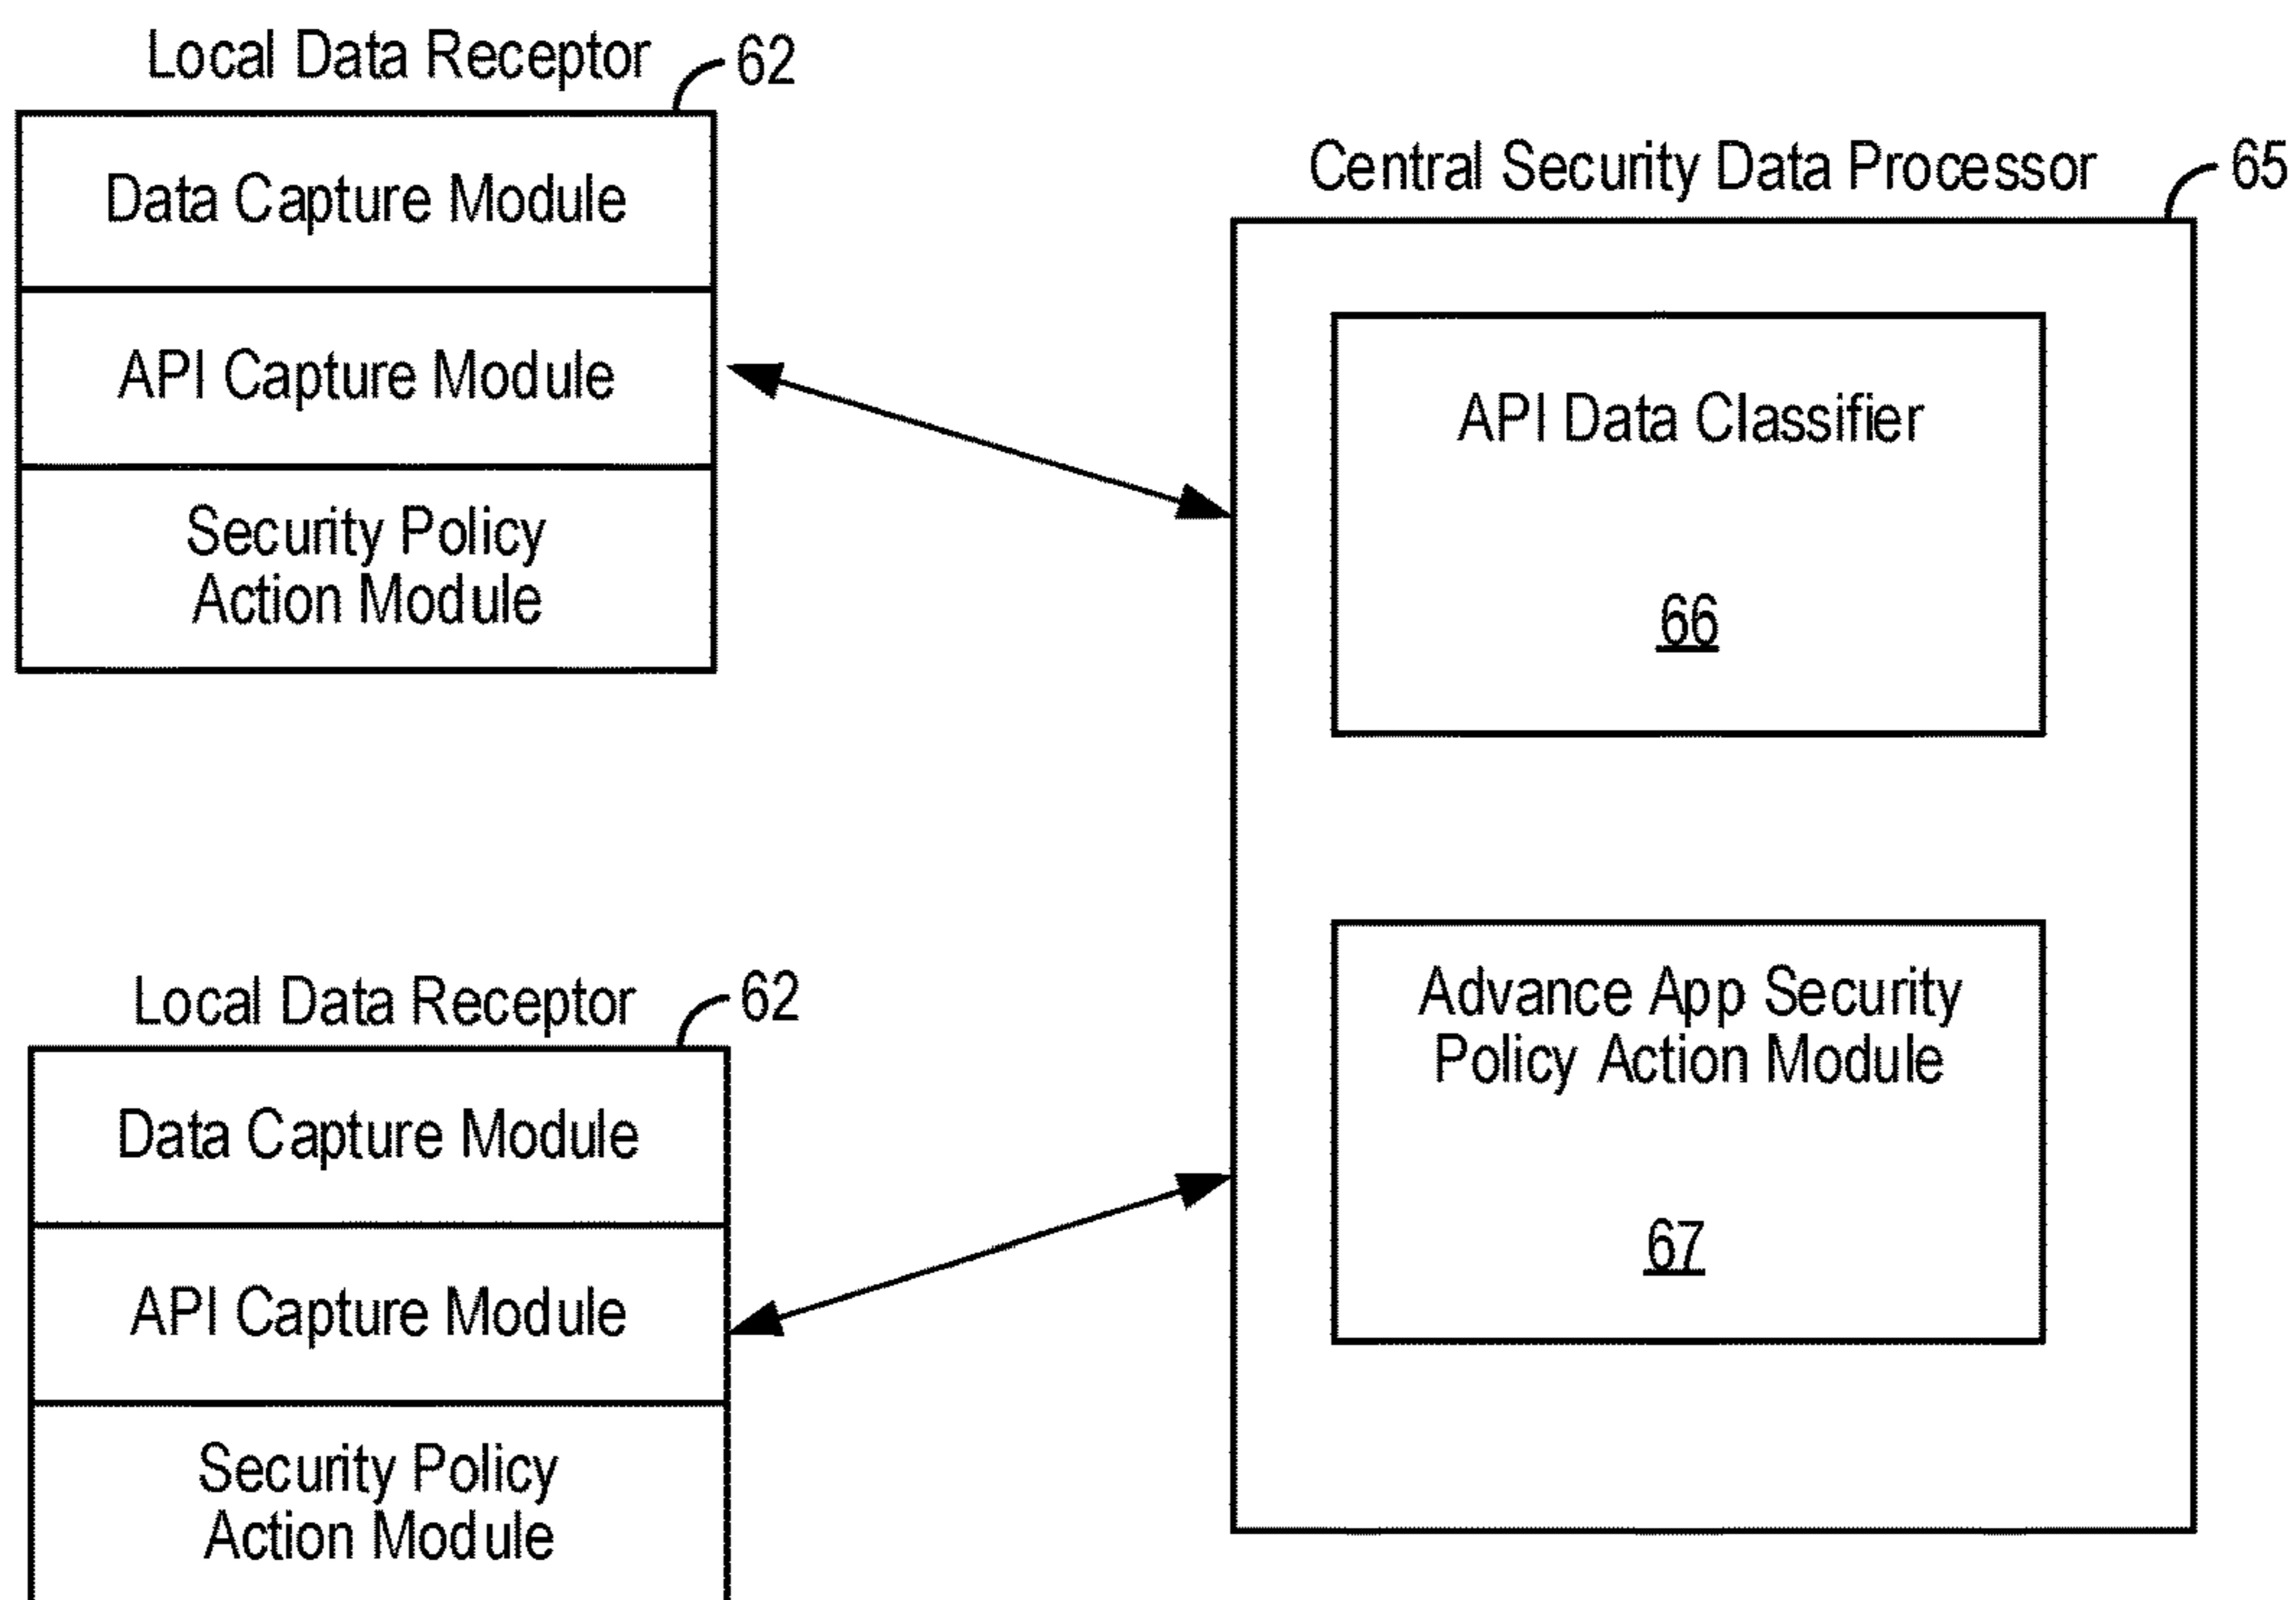 Local Data Receptor 62
Data Capture Module
API Capture Module
Security Policy
Action Module
Central Security Data Processor 65
API Data Classifier
66
Advance App Security
Policy Action Module
67
Local Data Receptor 62
Data Capture Module
API Capture Module
Security Policy
Action Module